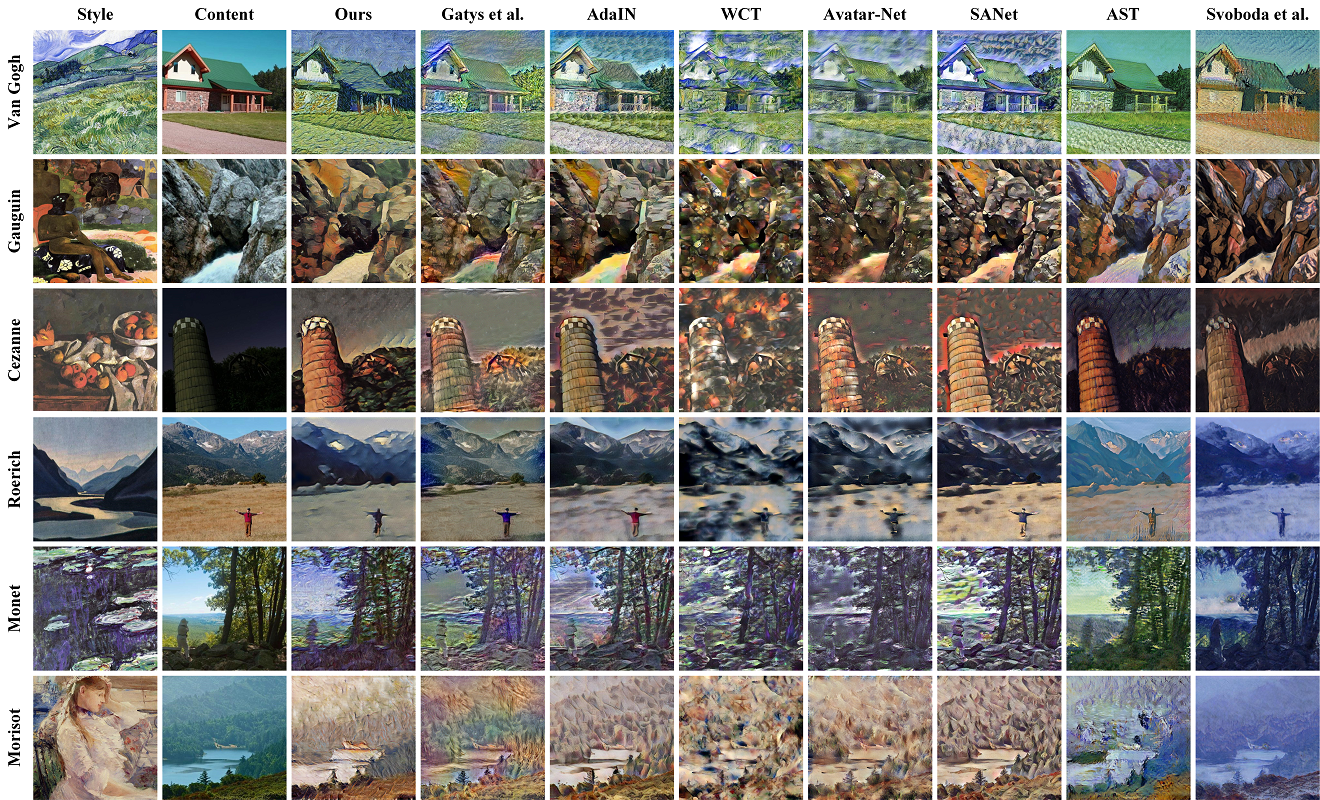 Style Content Ours Gatys et al. AdaIN WCT Avatar-Net SANet AST Svoboda et al.
Van Gogh
Gauguin
Cezanne
Roerich
Monet
Morisot